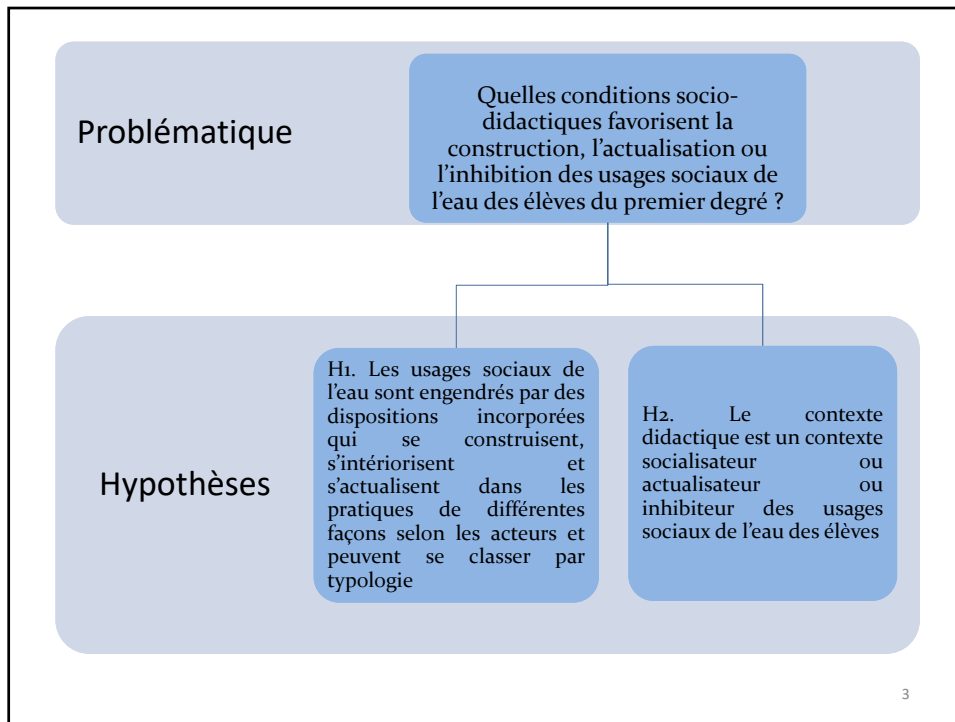 Problématique
Quelles conditions socio-
didactiques favorisent la
construction, l’actualisation ou
l’inhibition des usages sociaux de
l’eau des élèves du premier degré ?
Hypothèses
H1. Les usages sociaux de
l’eau sont engendrés par des
dispositions incorporées
qui se construisent,
s’intériorisent et
s’actualisent dans les
pratiques de différentes
façons selon les acteurs et
peuvent se classer par
typologie
H2. Le contexte
didactique est un contexte
socialisateur ou
actualisateur ou
inhibiteur des usages
sociaux de l’eau des élèves
3